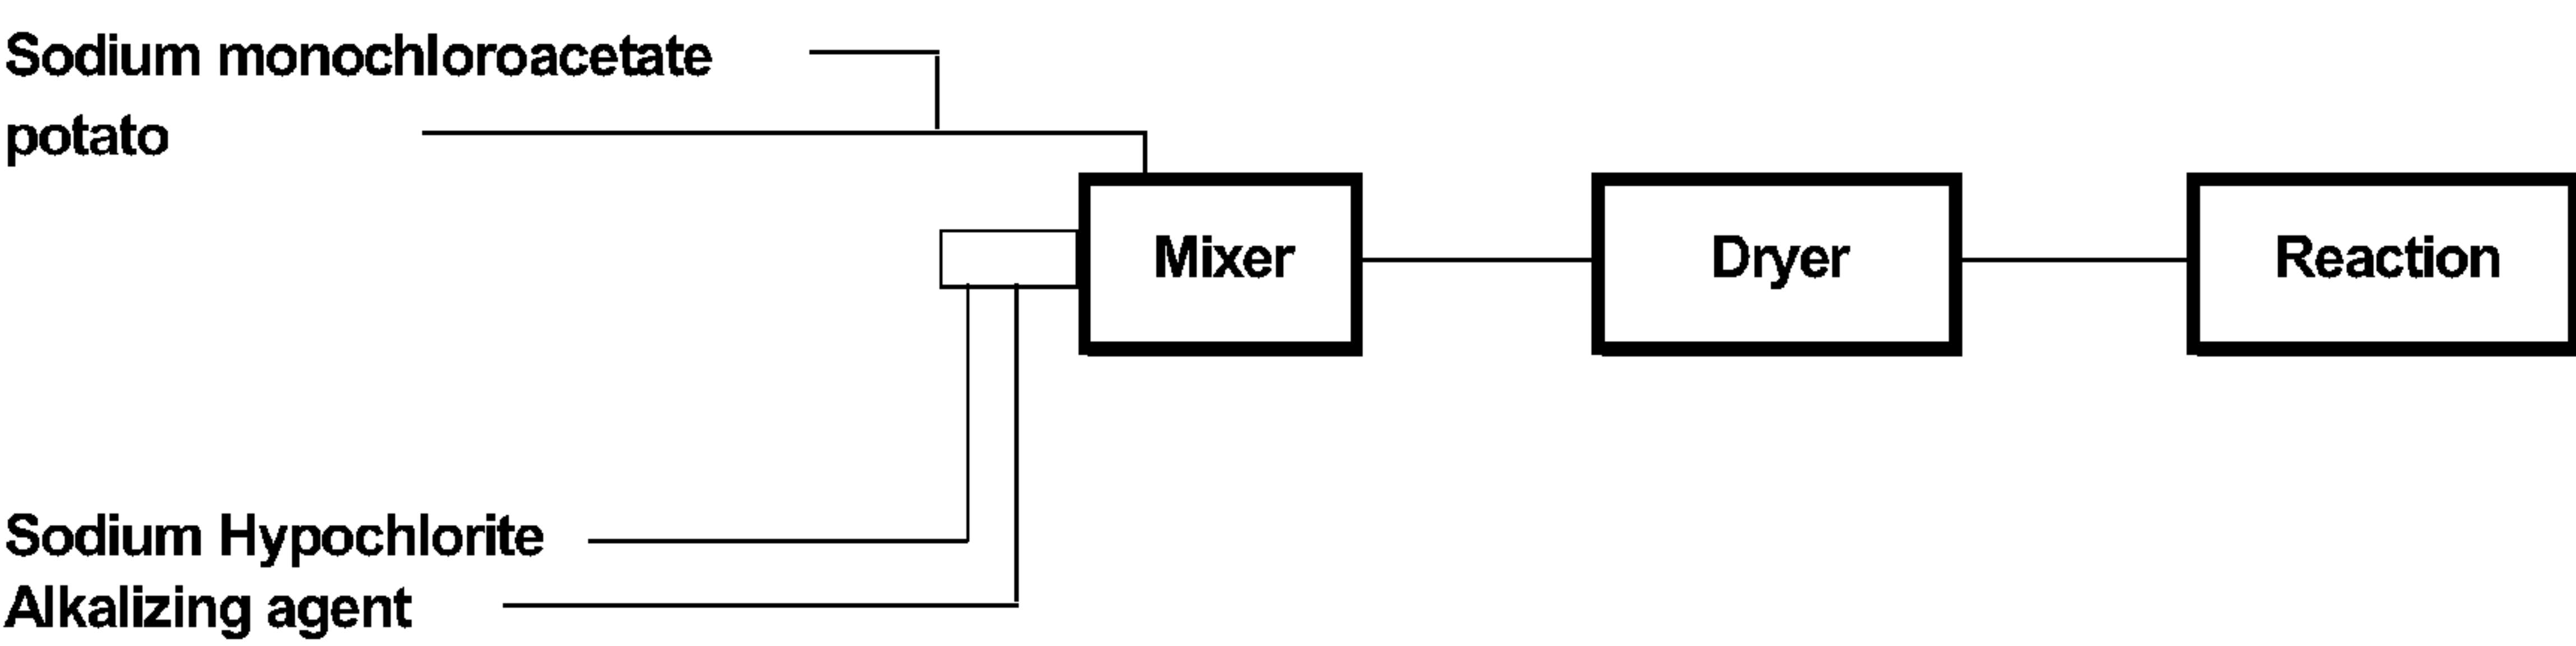 Sodium monochloroacetate
potato
Mixer
Dryer
Reaction
Sodium Hypochlorite
Alkalizing agent